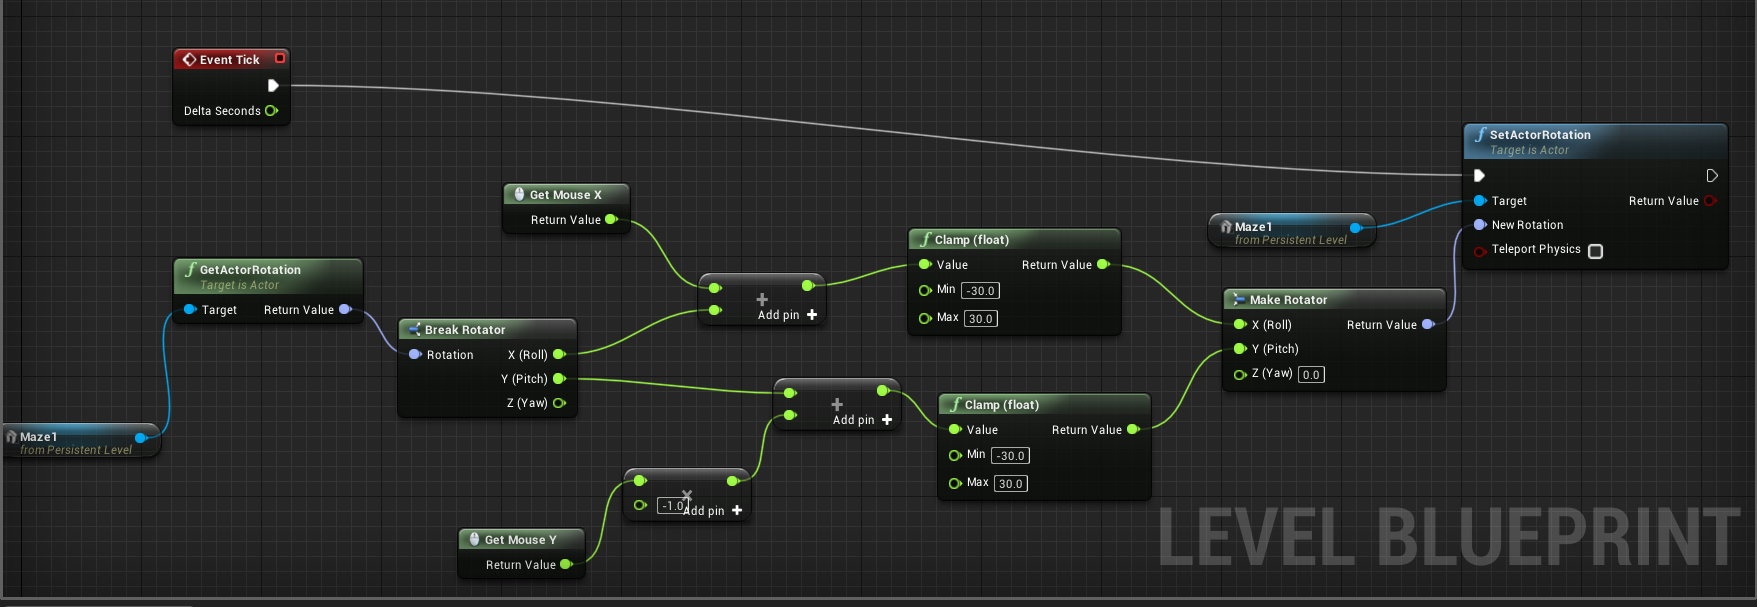 Event Tick
Delta Seconds
SetActorRotation
Target is Actor
Target
Return Value
New Rotation
Teleport Physics
Get Mouse X
Return Value
Maze1
from Persistent Level
Clamp (float)
Value
Return Value
Min -30.0
Max 30.0
GetActorRotation
Target is Actor
Target
Return Value
+
Add pin +
Make Rotator
X (Roll)
Return Value
Y (Pitch)
Z (Yaw) 0.0
Break Rotator
Rotation
X (Roll)
Y (Pitch)
Z (Yaw)
+
Add pin +
Clamp (float)
Value
Return Value
Min -30.0
Max 30.0
Maze1
from Persistent Level
×
-1.0
Add pin +
Get Mouse Y
Return Value
LEVEL BLUEPRINT